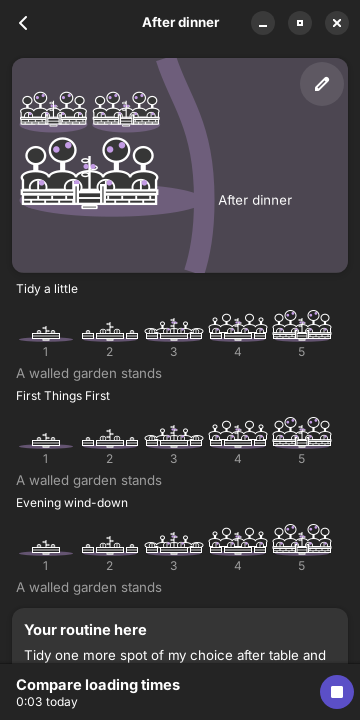 After dinner
After dinner
Tidy a little
1 2 3 4 5
A walled garden stands
First Things First
1 2 3 4 5
A walled garden stands
Evening wind-down
1 2 3 4 5
A walled garden stands
Your routine here
Tidy one more spot of my choice after table and
Compare loading times
0:03 today